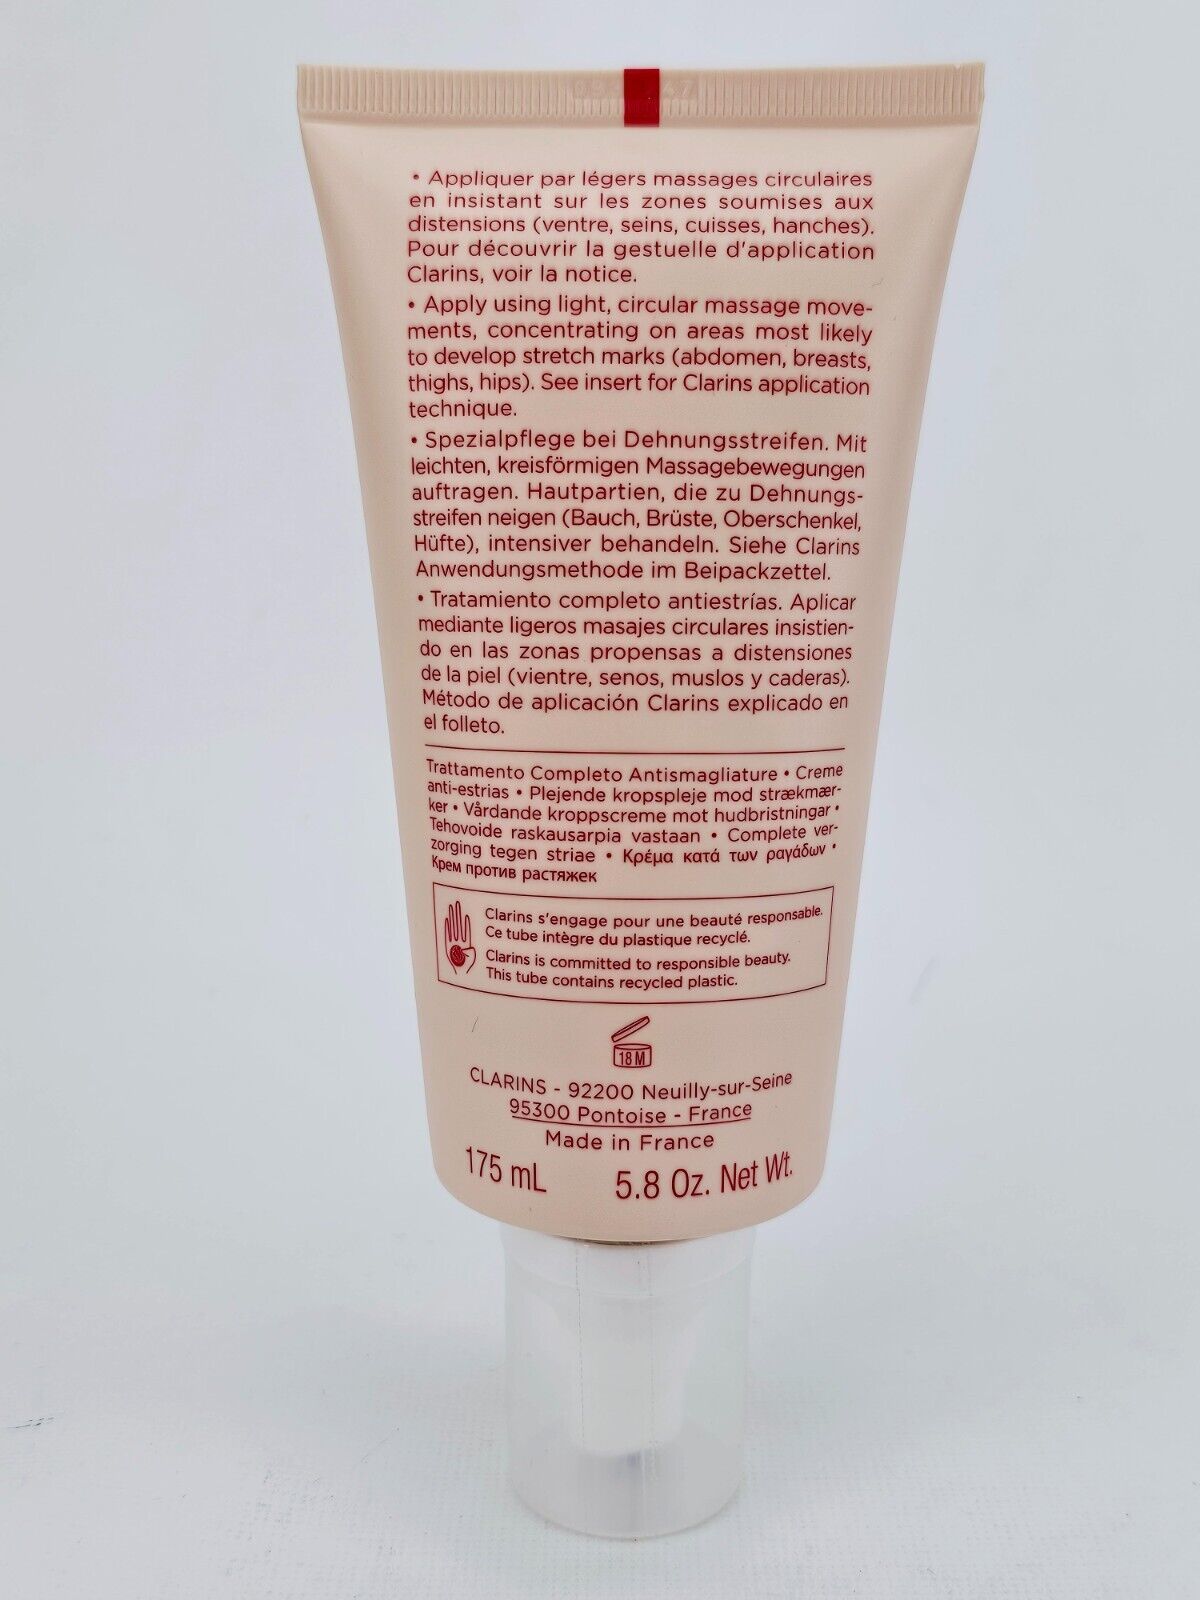 • Appliquer par légers massages circulaires
en insistant sur les zones soumises aux
distensions (ventre, seins, cuisses, hanches).
Pour découvrir la gestuelle d'application
Clarins, voir la notice.
• Apply using light, circular massage move-
ments, concentrating on areas most likely
to develop stretch marks (abdomen, breasts,
thighs, hips). See insert for Clarins application
technique.
• Spezialpflege bei Dehnungsstreifen. Mit
leichten, kreisförmigen Massagebewegungen
auftragen. Hautpartien, die zu Dehnungs-
streifen neigen (Bauch, Brüste, Oberschenkel,
Hüfte), intensiver behandeln. Siehe Clarins
Anwendungsmethode im Beipackzettel.
• Tratamiento completo antiestrías. Aplicar
mediante ligeros masajes circulares insistien-
do en las zonas propensas a distensiones
de la piel (vientre, senos, muslos y caderas).
Método de aplicación Clarins explicado en
el folleto.
Trattamento Completo Antismagliature • Creme
anti-estrias • Plejende kropspleje mod strækmær-
ker • Vårdande kroppscreme mot hudbristningar •
Tehovoide raskausarpia vastaan • Complete ver-
zorging tegen striae • Κρέμα κατά των ραγάδων •
Крем против растяжек
Clarins s'engage pour une beauté responsable.
Ce tube intègre du plastique recyclé.
Clarins is committed to responsible beauty.
This tube contains recycled plastic.
18 M
CLARINS - 92200 Neuilly-sur-Seine
95300 Pontoise - France
Made in France
175 mL 5.8 Oz. Net Wt.